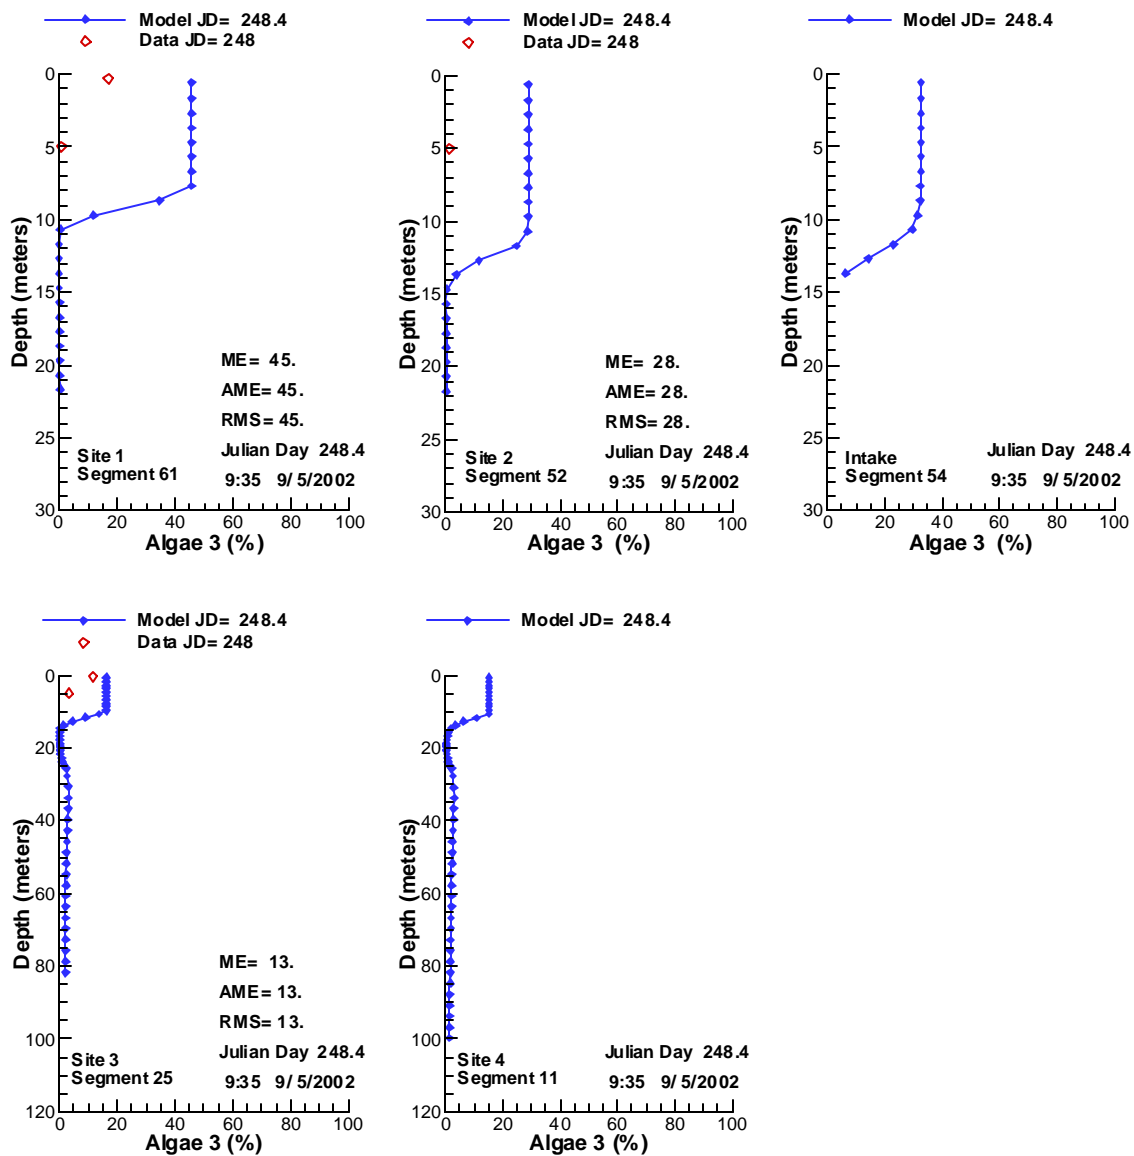 Model JD= 248.4
Data JD= 248
0
5
10
15
20
25
30
Depth (meters)
ME= 45.
AME= 45.
RMS= 45.
Julian Day 248.4
9:35 9/ 5/2002
Site 1
Segment 61
0 20 40 60 80 100
Algae 3 (%)
Model JD= 248.4
Data JD= 248
0
5
10
15
20
25
30
Depth (meters)
ME= 28.
AME= 28.
RMS= 28.
Julian Day 248.4
9:35 9/ 5/2002
Site 2
Segment 52
0 20 40 60 80 100
Algae 3 (%)
Model JD= 248.4
0
5
10
15
20
25
30
Depth (meters)
Julian Day 248.4
9:35 9/ 5/2002
Intake
Segment 54
0 20 40 60 80 100
Algae 3 (%)
Model JD= 248.4
Data JD= 248
0
20
40
60
80
100
120
Depth (meters)
ME= 13.
AME= 13.
RMS= 13.
Julian Day 248.4
9:35 9/ 5/2002
Site 3
Segment 25
0 20 40 60 80 100
Algae 3 (%)
Model JD= 248.4
0
20
40
60
80
100
120
Depth (meters)
Julian Day 248.4
9:35 9/ 5/2002
Site 4
Segment 11
0 20 40 60 80 100
Algae 3 (%)